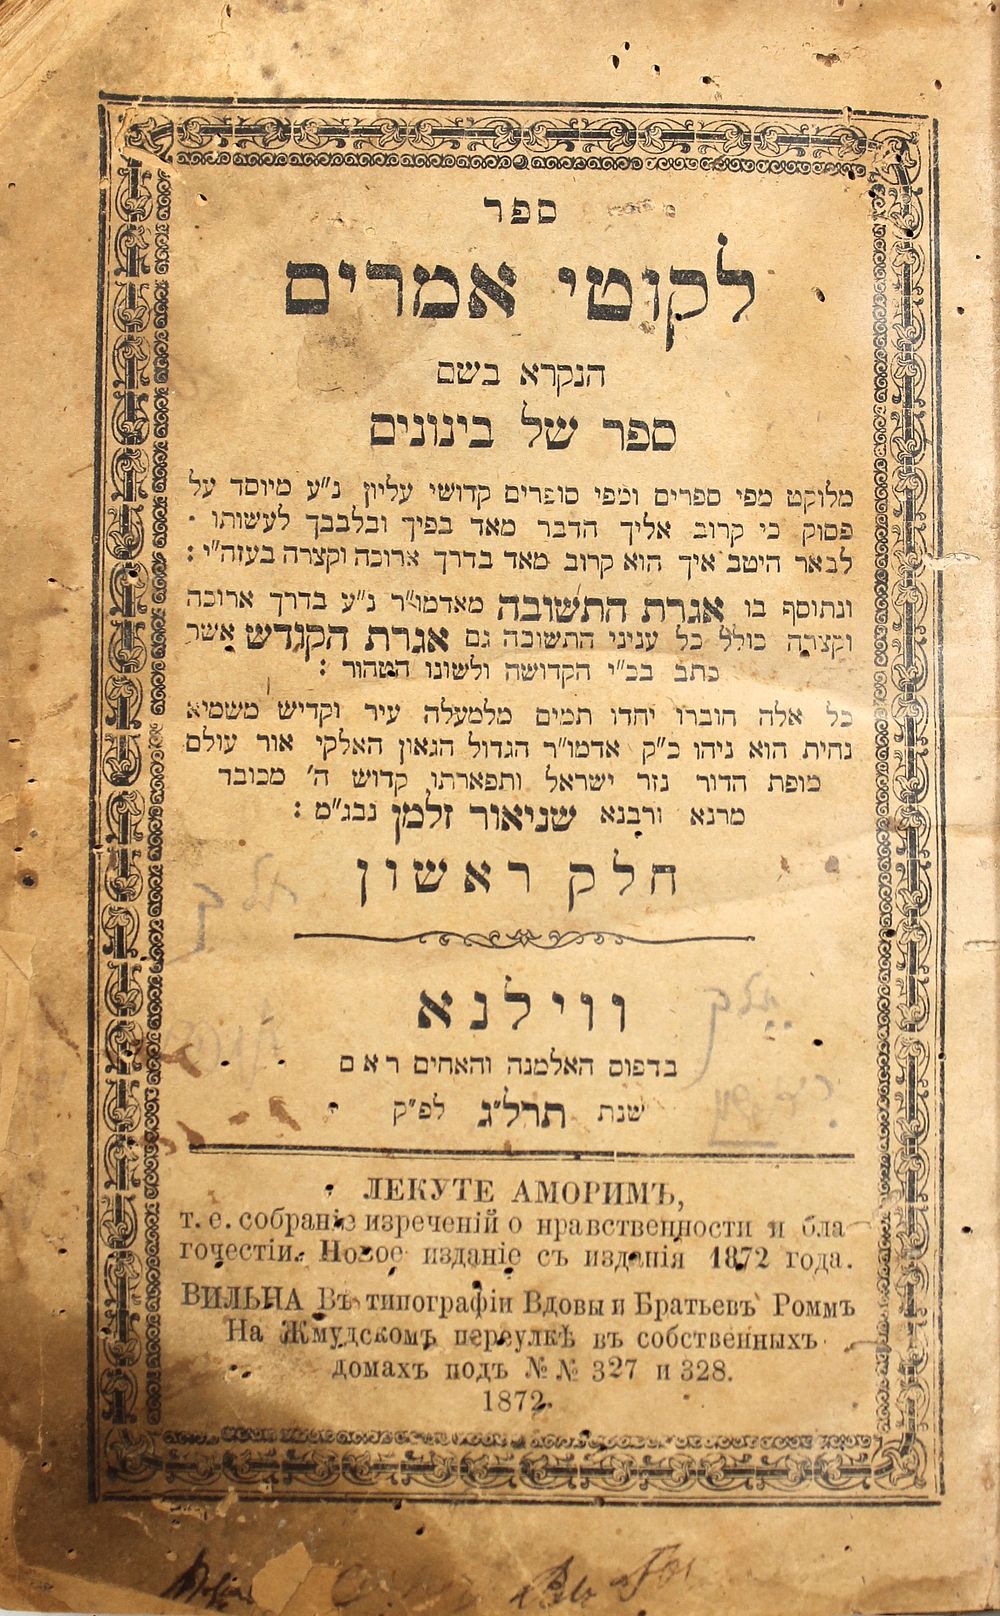 ספר
לקוטי אמרים
הנקרא בשם
ספר של בינונים
מלוקט מפי ספרים ומפי סופרים קדושי עליון נ"ע מיוסד על
פסוק כי קרוב אליך הדבר מאד בפיך ובלבבך לעשותו ·
לבאר היטב איך הוא קרוב מאד בדרך ארוכה וקצרה בעזה"י :
ונתוסף בו אגרת התשובה מאדמו"ר נ"ע בדרך ארוכה
וקצרה כולל כל עניני התשובה גם אגרת הקודש אשר
כתב בכ"י הקדושה ולשונו הטהור :
כל אלה חוברו יחדו תמים מלמעלה עיר וקדיש משמיא
נחית הוא ניהו כ"ק אדמו"ר הגדול הגאון האלקי אור עולם
מופת הדור נזר ישראל ותפארתו קדוש ה' מכובד
מרנא ורבנא שניאור זלמן נבג"מ :
חלק ראשון
ווילנא
בדפוס האלמנה והאחים ראם
שנת תרל"ג לפ"ק
ЛЕКУТЕ АМОРИМЪ,
т. е. собраніе изреченій о нравственности и бла
гочестіи. Новое изданіе съ изданія 1872 года.
ВИЛЬНА Въ типографіи Вдовы и Братьевъ Роммъ
На Жмудскомъ переулкѣ въ собственныхъ
домахъ подъ №№ 327 и 328.
1872.